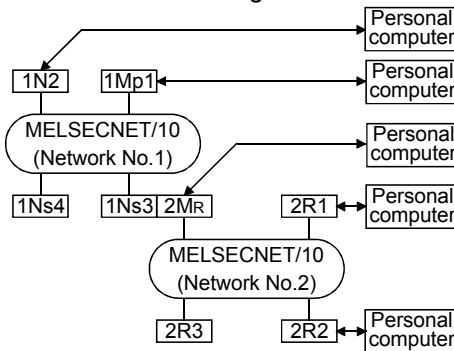 Personal
computer
1N2
1Mp1
Personal
computer
MELSECNET/10
(Network No.1)
Personal
computer
1Ns4
1Ns3
2MR
2R1
Personal
computer
MELSECNET/10
(Network No.2)
2R3
2R2
Personal
computer